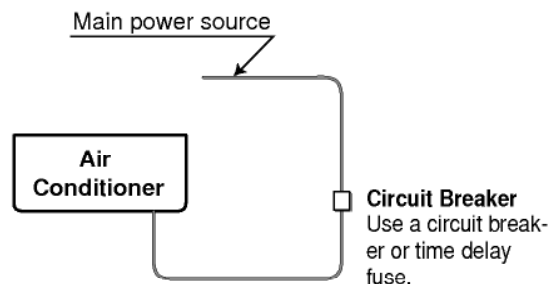 Main power source
Air
Conditioner
Circuit Breaker
Use a circuit break-
er or time delay
fuse.